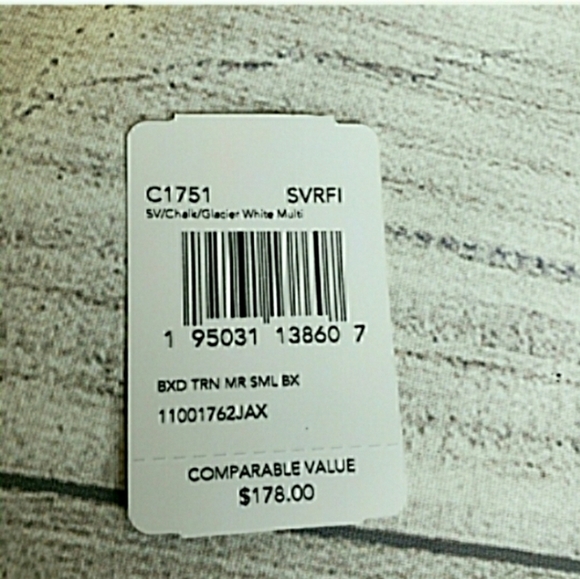 C1751 SVRFI
SV/Chalk/Glacier White Multi
1 95031 13860 7
BXD TRN MR SML BX
11001762JAX
COMPARABLE VALUE
$178.00